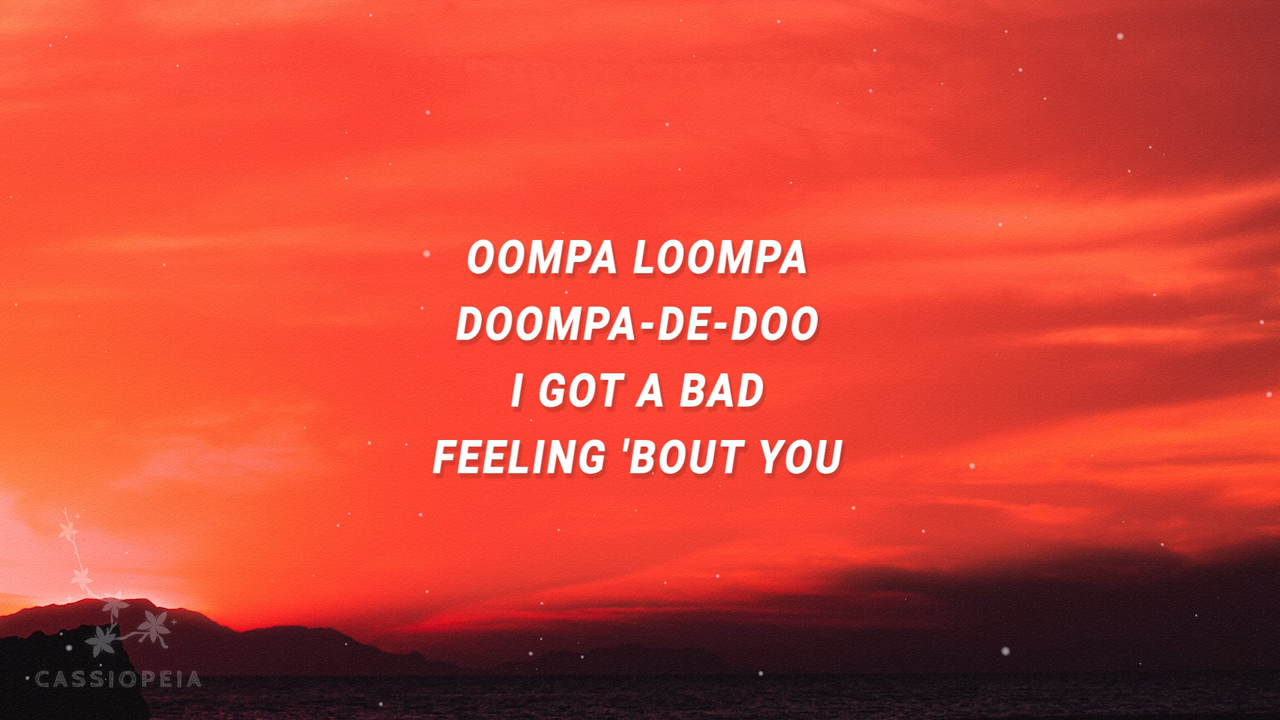 OOMPA LOOMPA
DOOMPA-DE-DOO
I GOT A BAD
FEELING 'BOUT YOU
CASSIOPEIA